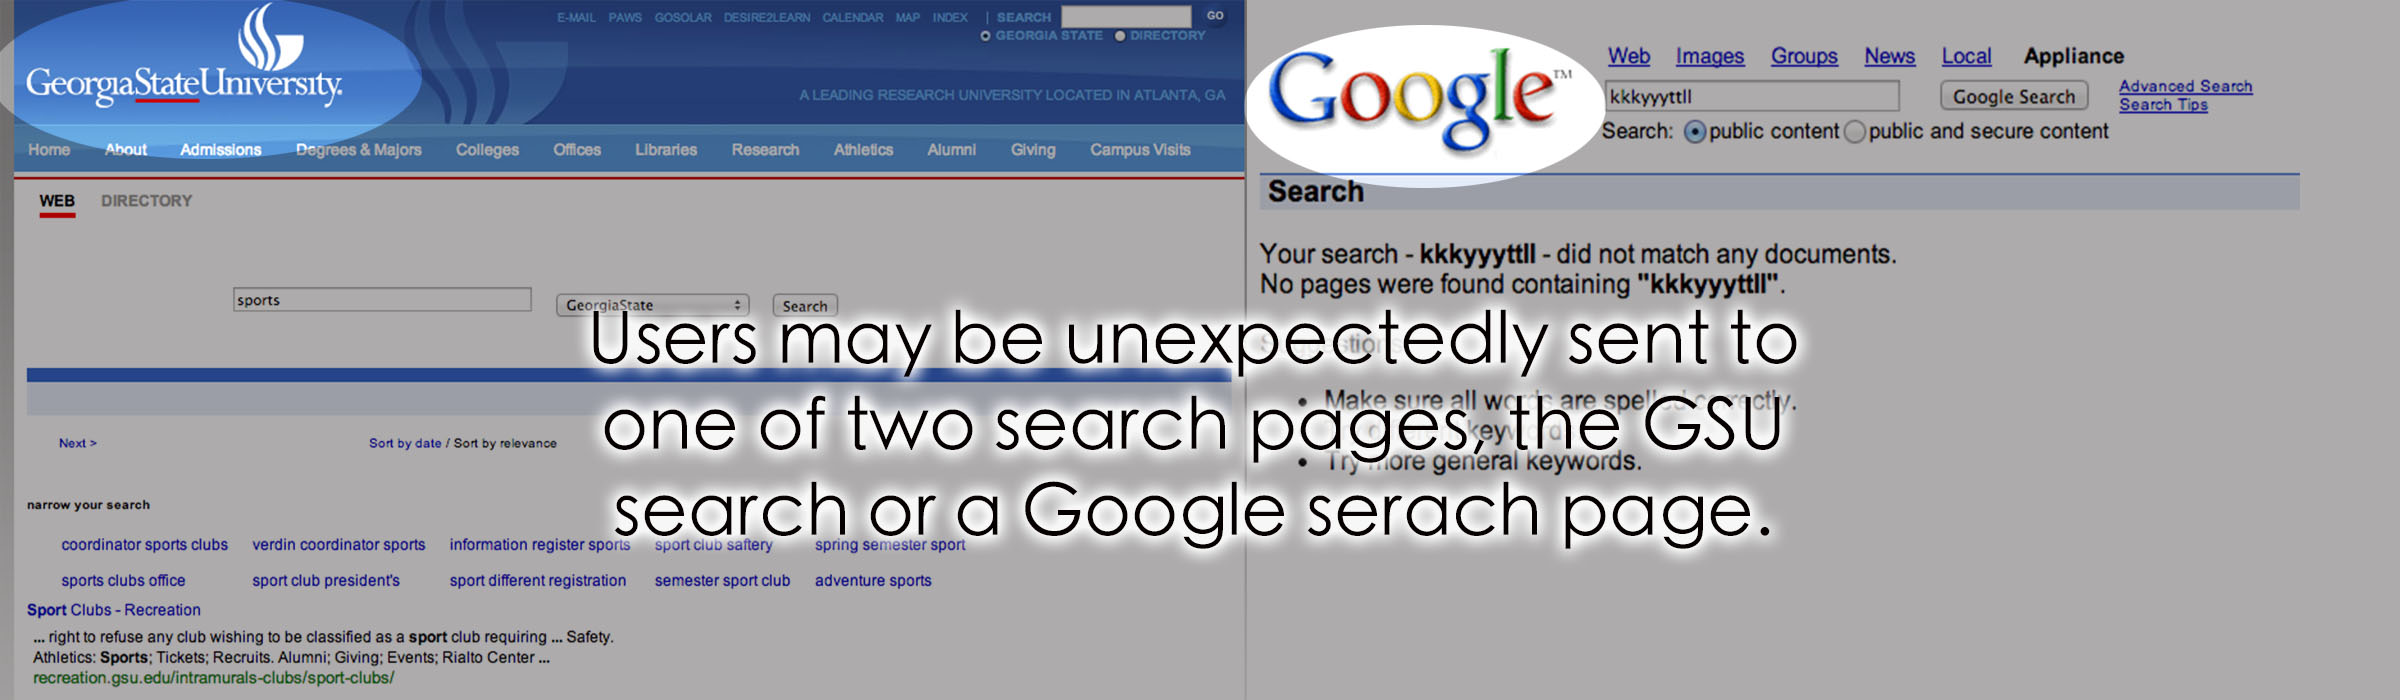 E-MAIL PAWS GOSOLAR DESIRE2LEARN CALENDAR MAP INDEX | SEARCH GO
GEORGIA STATE DIRECTORY
GeorgiaStateUniversity.
A LEADING RESEARCH UNIVERSITY LOCATED IN ATLANTA, GA
Home About Admissions Degrees & Majors Colleges Offices Libraries Research Athletics Alumni Giving Campus Visits
WEB DIRECTORY
sports GeorgiaState Search
Next > Sort by date / Sort by relevance
narrow your search
coordinator sports clubs verdin coordinator sports information register sports sport club saftery spring semester sport
sports clubs office sport club president's sport different registration semester sport club adventure sports
Sport Clubs - Recreation
... right to refuse any club wishing to be classified as a sport club requiring ... Safety.
Athletics: Sports; Tickets; Recruits. Alumni; Giving; Events; Rialto Center ...
recreation.gsu.edu/intramurals-clubs/sport-clubs/
Google™
Web Images Groups News Local Appliance
kkkyyyttll Google Search Advanced Search
Search Tips
Search: public content public and secure content
Search
Your search - kkkyyyttll - did not match any documents.
No pages were found containing "kkkyyyttll".
• Make sure all words are spelled correctly.
• Try more general keywords.
Users may be unexpectedly sent to
one of two search pages, the GSU
search or a Google serach page.